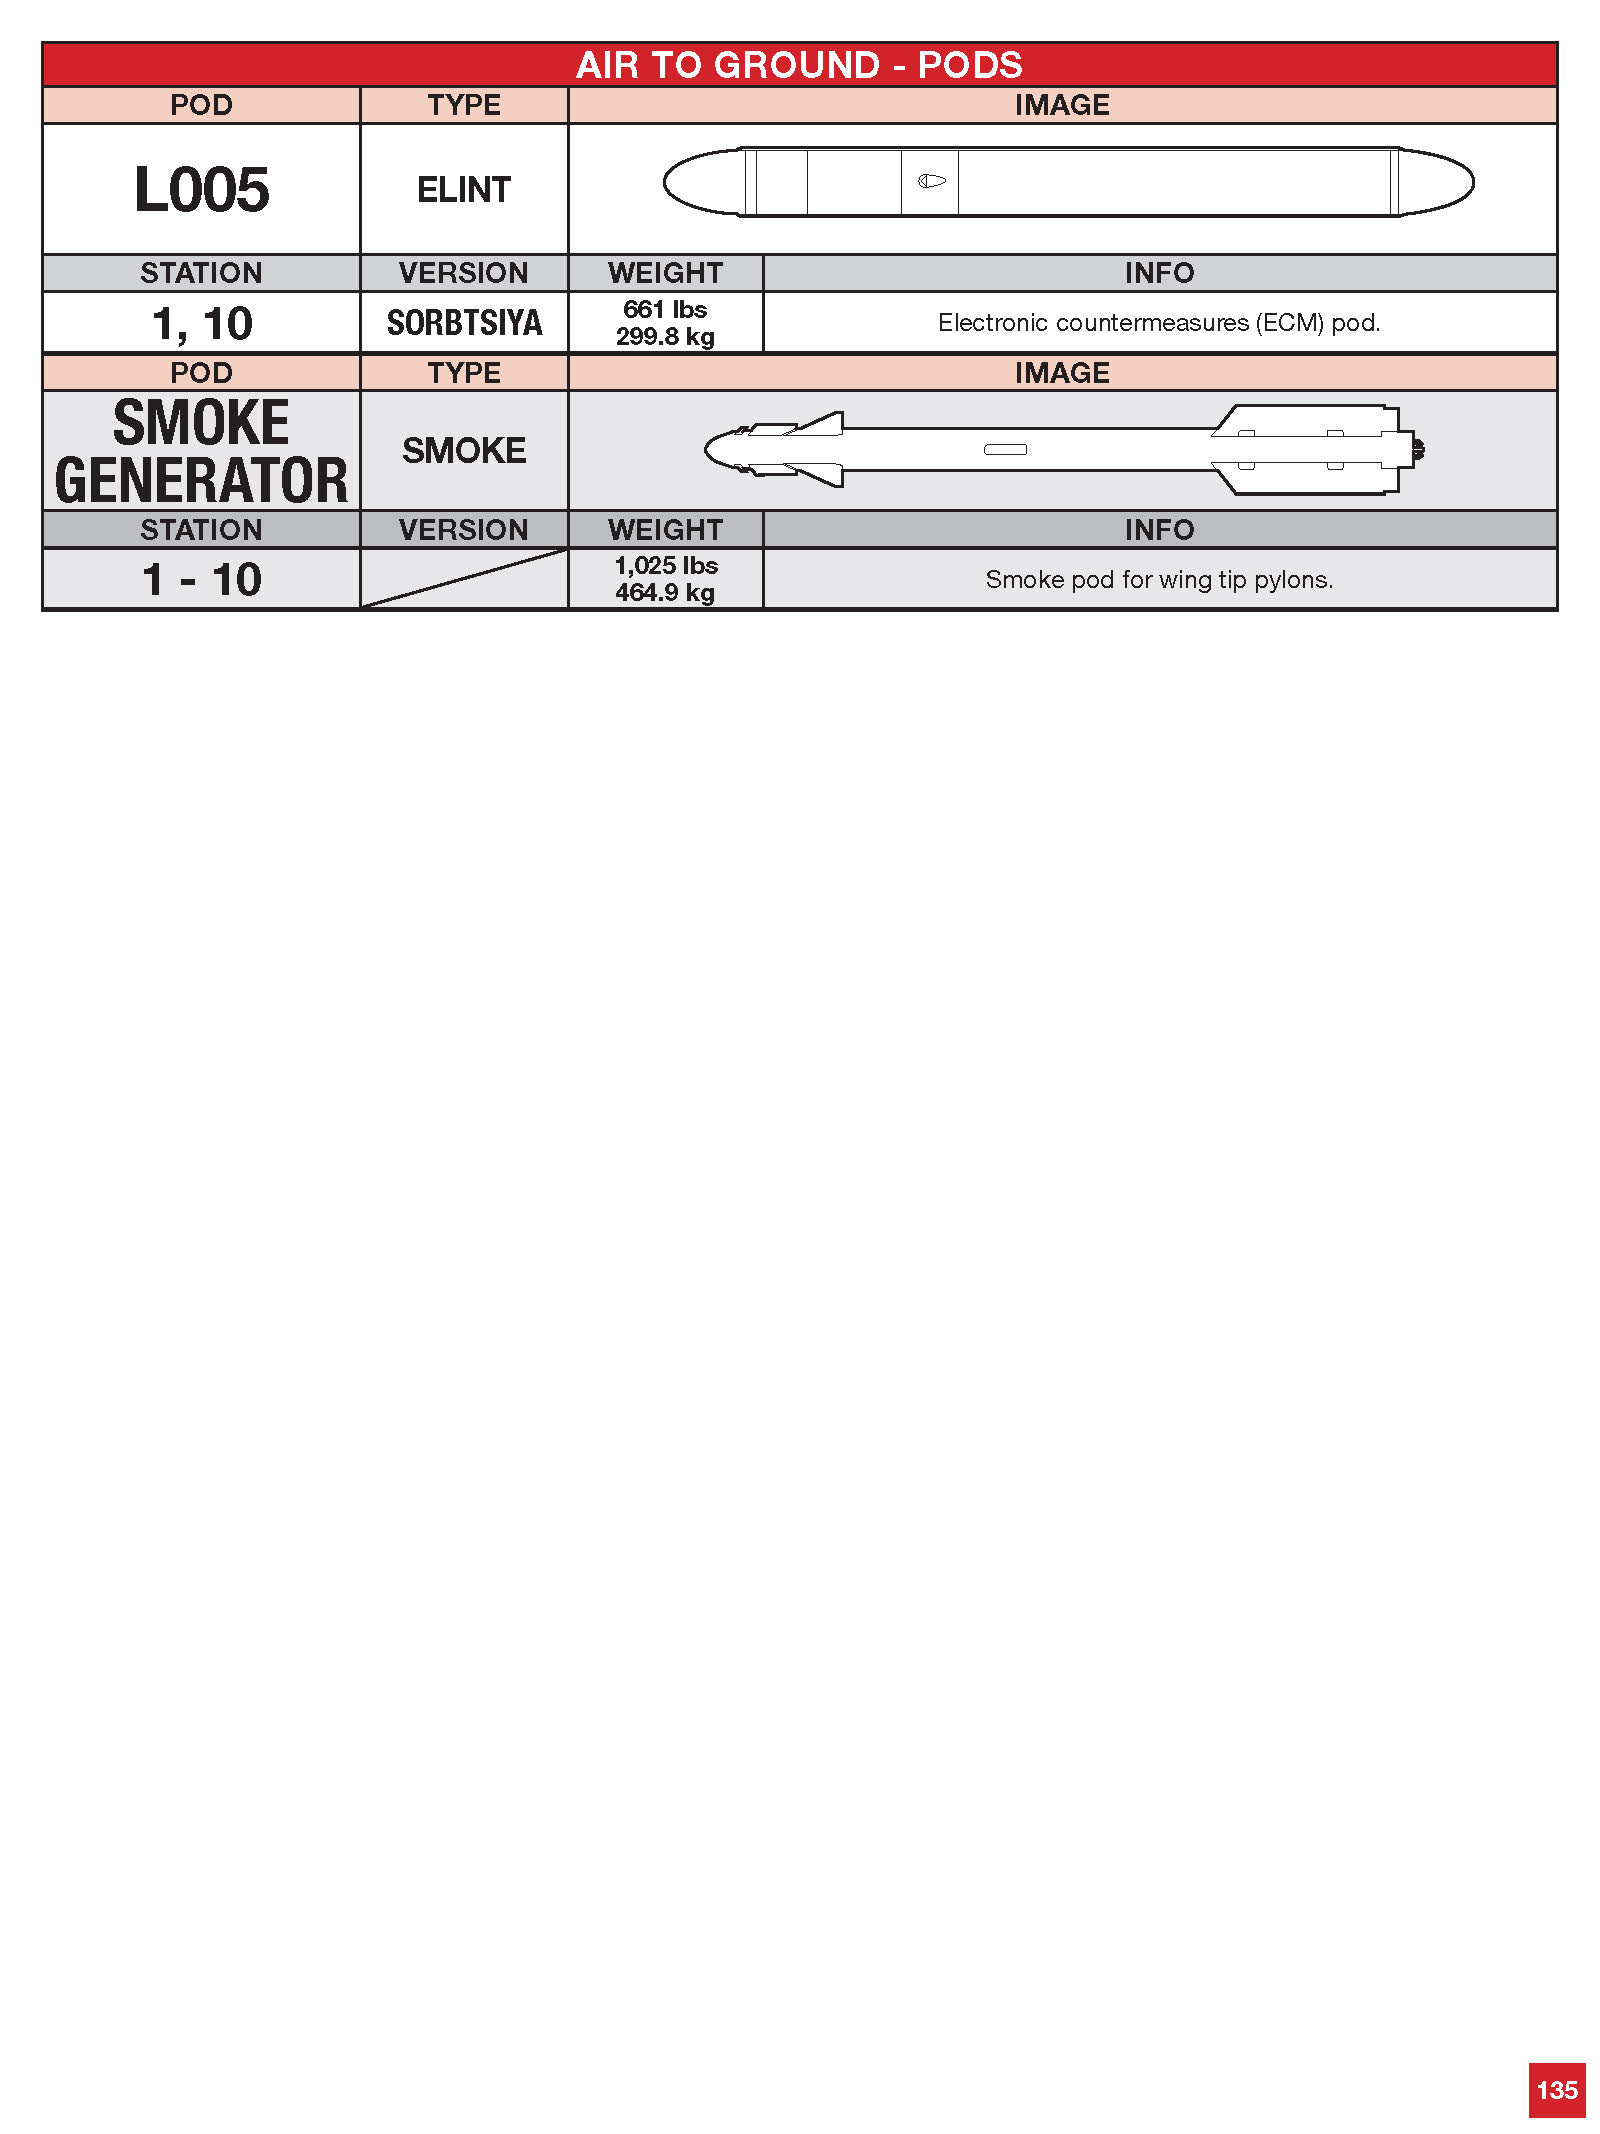 AIR TO GROUND - PODS
POD TYPE IMAGE
L005 ELINT
STATION VERSION WEIGHT INFO
1, 10 SORBTSIYA 661 lbs Electronic countermeasures (ECM) pod.
299.8 kg
POD TYPE IMAGE
SMOKE
GENERATOR SMOKE
STATION VERSION WEIGHT INFO
1 - 10 1,025 lbs Smoke pod for wing tip pylons.
464.9 kg
135